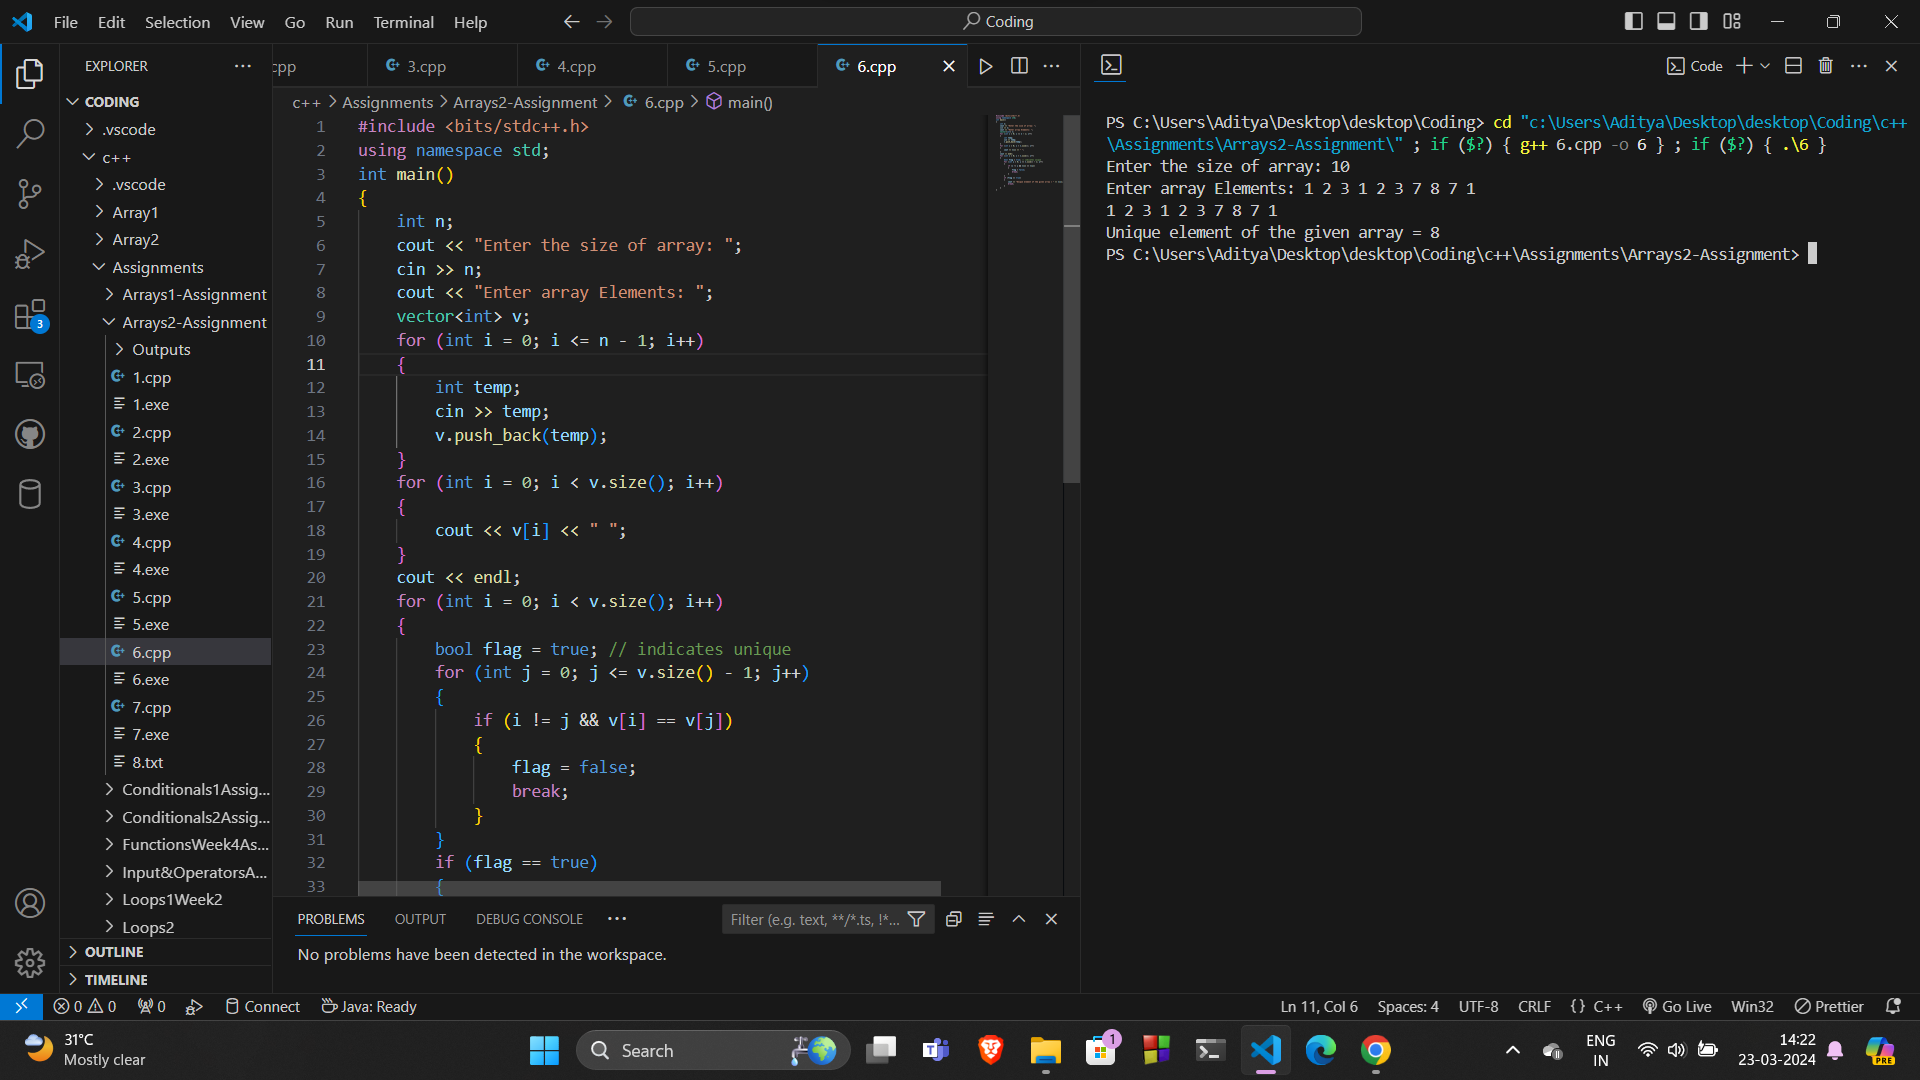 File Edit Selection View Go Run Terminal Help
Coding
EXPLORER
CODING
.vscode
c++
.vscode
Array1
Array2
Assignments
Arrays1-Assignment
Arrays2-Assignment
Outputs
1.cpp
1.exe
2.cpp
2.exe
3.cpp
3.exe
4.cpp
4.exe
5.cpp
5.exe
6.cpp
6.exe
7.cpp
7.exe
8.txt
Conditionals1Assig...
Conditionals2Assig...
FunctionsWeek4As...
Input&OperatorsA...
Loops1Week2
Loops2
OUTLINE
TIMELINE
3
cpp 3.cpp 4.cpp 5.cpp 6.cpp
c++ > Assignments > Arrays2-Assignment > 6.cpp > main()
1 #include <bits/stdc++.h>
2 using namespace std;
3 int main()
4 {
5 int n;
6 cout << "Enter the size of array: ";
7 cin >> n;
8 cout << "Enter array Elements: ";
9 vector<int> v;
10 for (int i = 0; i <= n - 1; i++)
11 {
12 int temp;
13 cin >> temp;
14 v.push_back(temp);
15 }
16 for (int i = 0; i < v.size(); i++)
17 {
18 cout << v[i] << " ";
19 }
20 cout << endl;
21 for (int i = 0; i < v.size(); i++)
22 {
23 bool flag = true; // indicates unique
24 for (int j = 0; j <= v.size() - 1; j++)
25 {
26 if (i != j && v[i] == v[j])
27 {
28 flag = false;
29 break;
30 }
31 }
32 if (flag == true)
33 {
PROBLEMS OUTPUT DEBUG CONSOLE
Filter (e.g. text, **/*.ts, !*...
No problems have been detected in the workspace.
Code
PS C:\Users\Aditya\Desktop\desktop\Coding> cd "c:\Users\Aditya\Desktop\desktop\Coding\c++
\Assignments\Arrays2-Assignment\" ; if ($?) { g++ 6.cpp -o 6 } ; if ($?) { .\6 }
Enter the size of array: 10
Enter array Elements: 1 2 3 1 2 3 7 8 7 1
1 2 3 1 2 3 7 8 7 1
Unique element of the given array = 8
PS C:\Users\Aditya\Desktop\desktop\Coding\c++\Assignments\Arrays2-Assignment>
0 0 0 Connect Java: Ready
Ln 11, Col 6 Spaces: 4 UTF-8 CRLF {} C++ Go Live Win32 Prettier
31°C
Mostly clear
Search
1
ENG
IN
14:22
23-03-2024
PRE